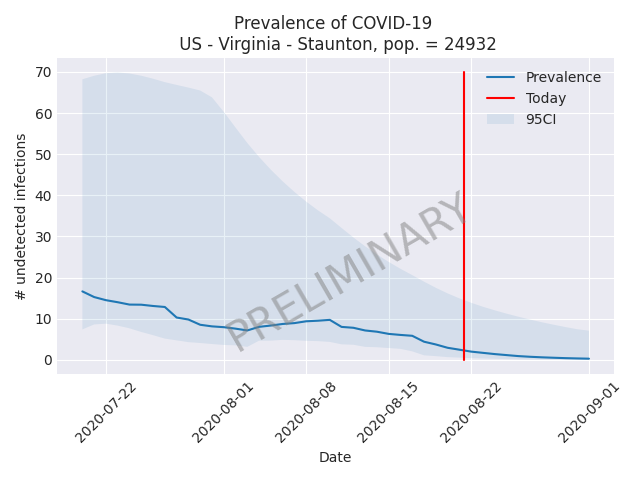 Prevalence of COVID-19
US - Virginia - Staunton, pop. = 24932
Prevalence
Today
95CI
# undetected infections
70
60
50
40
30
20
10
0
PRELIMINARY
2020-07-22
2020-08-01
2020-08-08
2020-08-15
2020-08-22
2020-09-01
Date